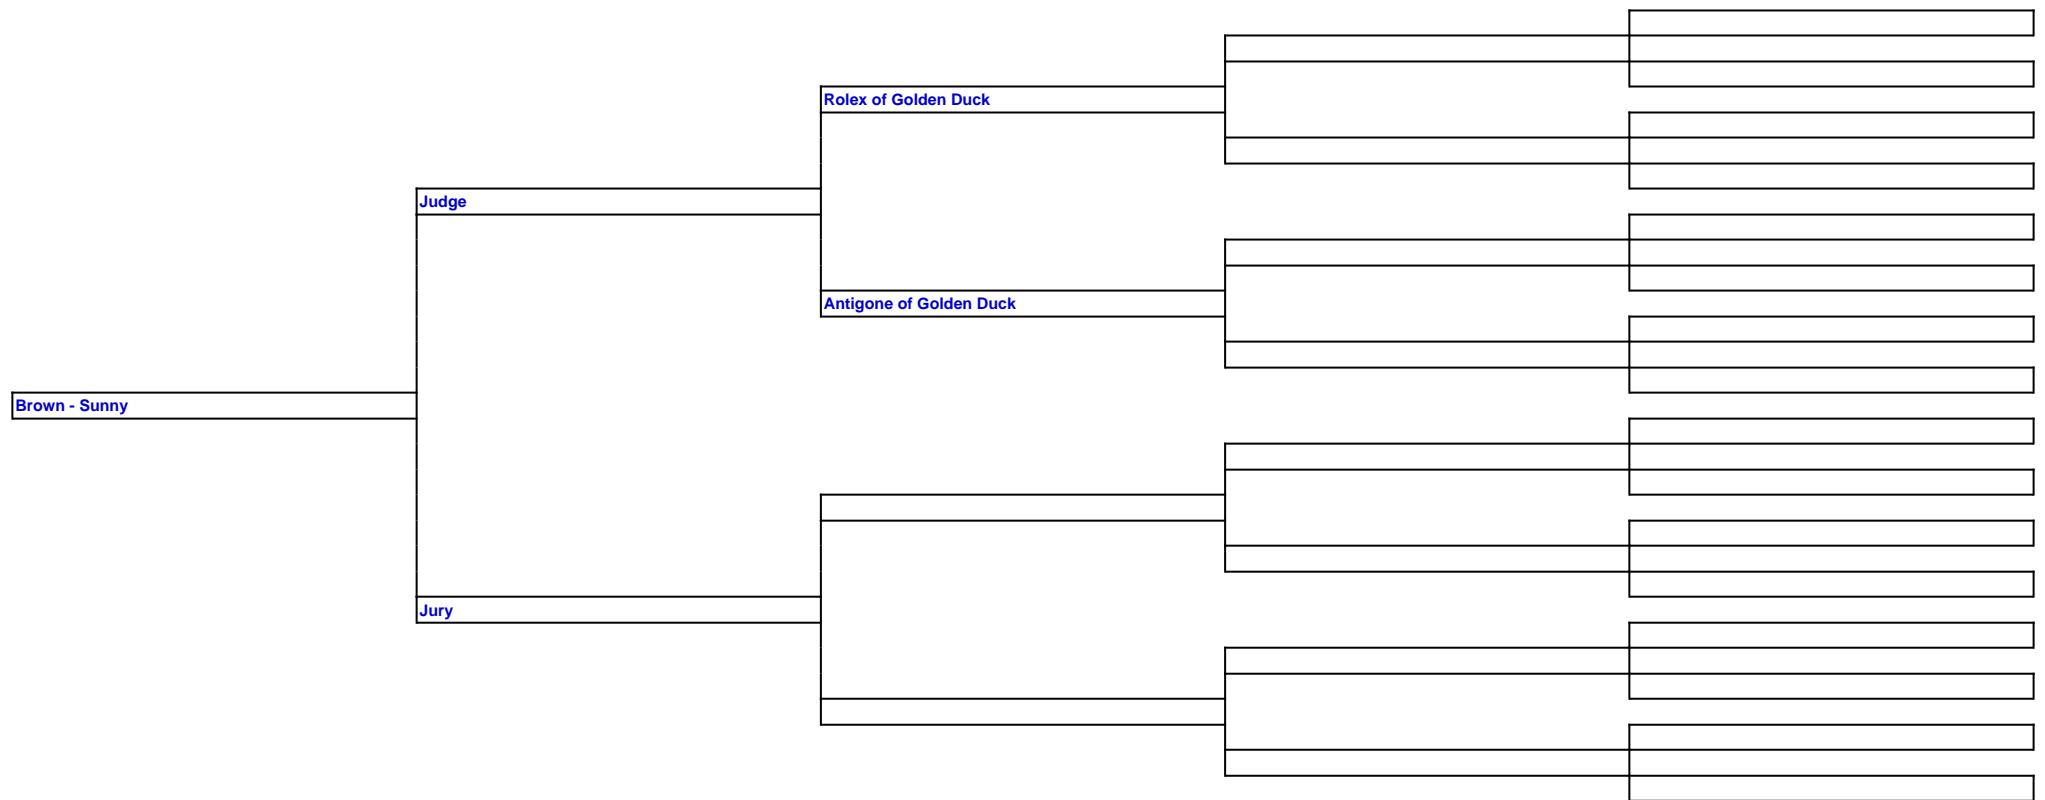 Rolex of Golden Duck
Judge
Antigone of Golden Duck
Brown - Sunny
Jury